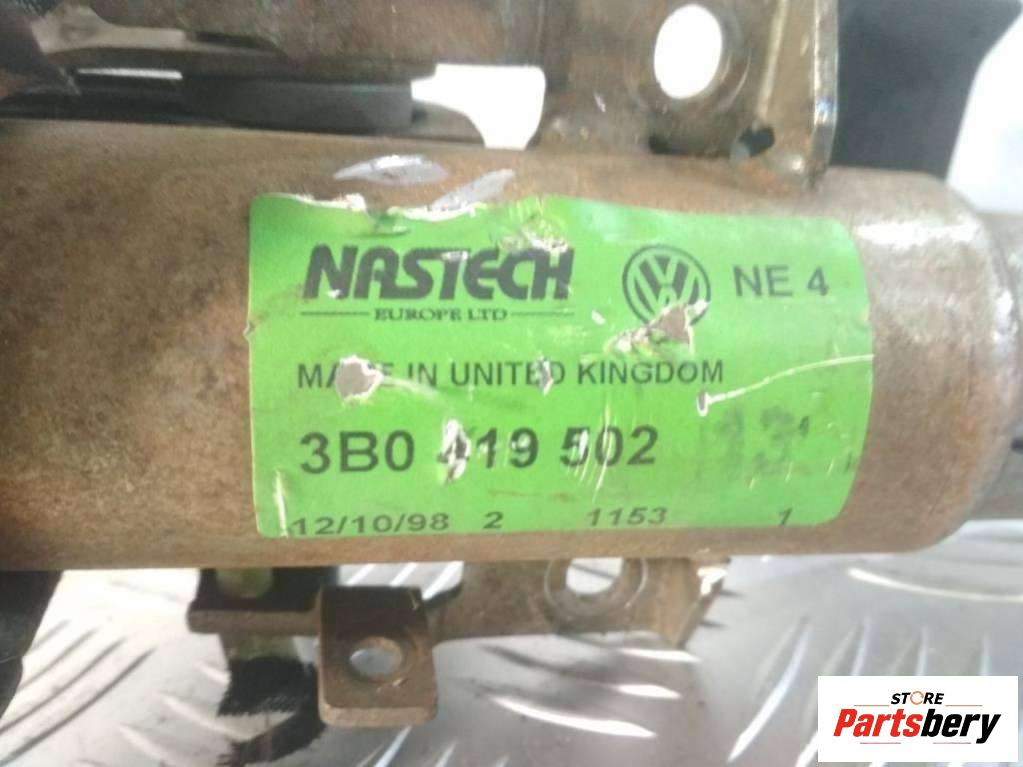 NASTECH NE 4
EUROPE LTD
MADE IN UNITED KINGDOM
3B0 419 502
12/10/98 2 1153 1
STORE
Partsbery